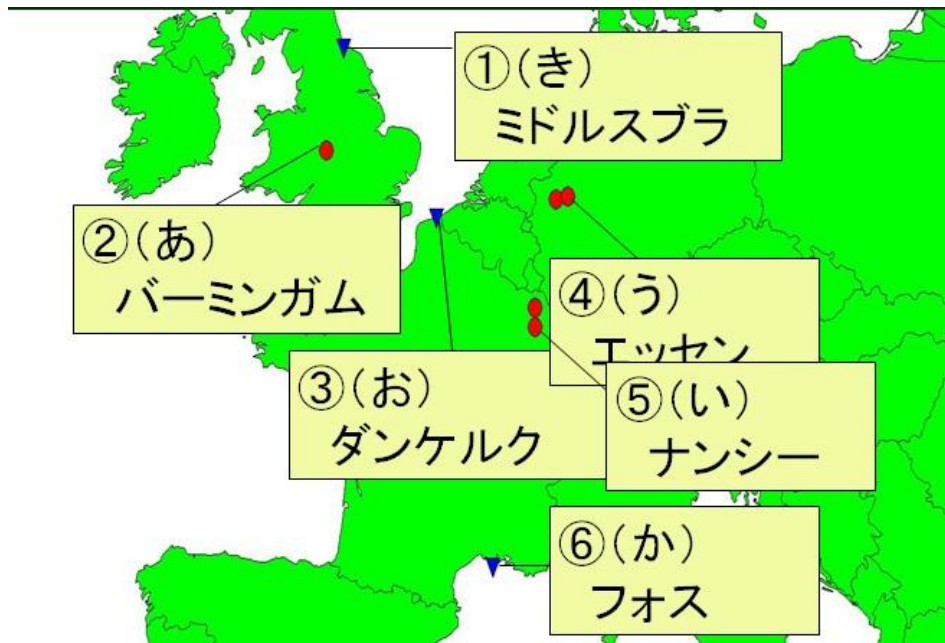 ①(き)
ミドルスブラ
②(あ)
バーミンガム
③(お)
ダンケルク
④(う)
エッセン
⑤(い)
ナンシー
⑥(か)
フォス